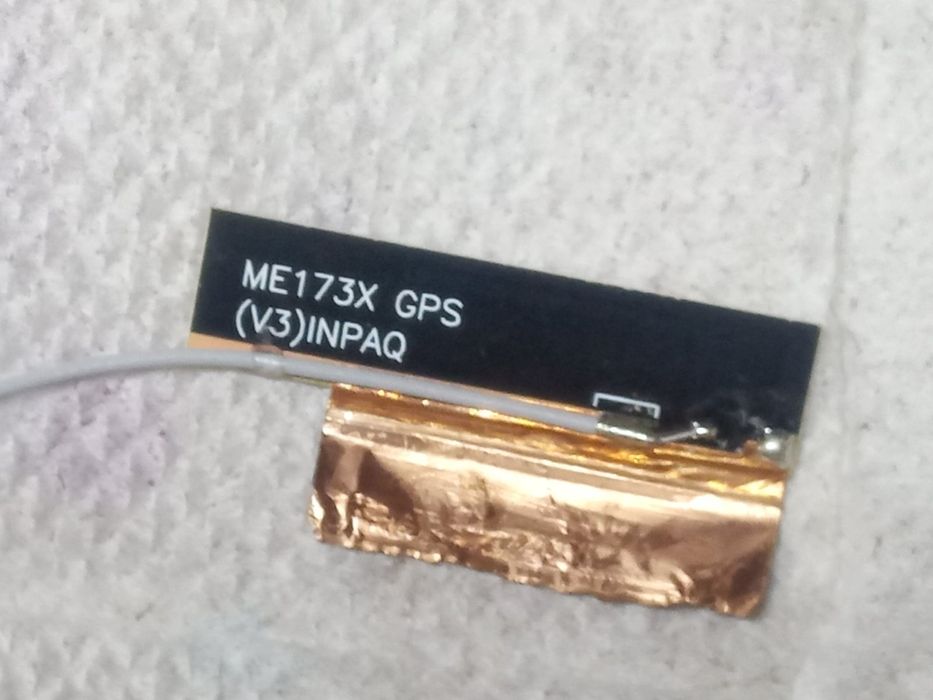 ME173X GPS
(V3)INPAQ